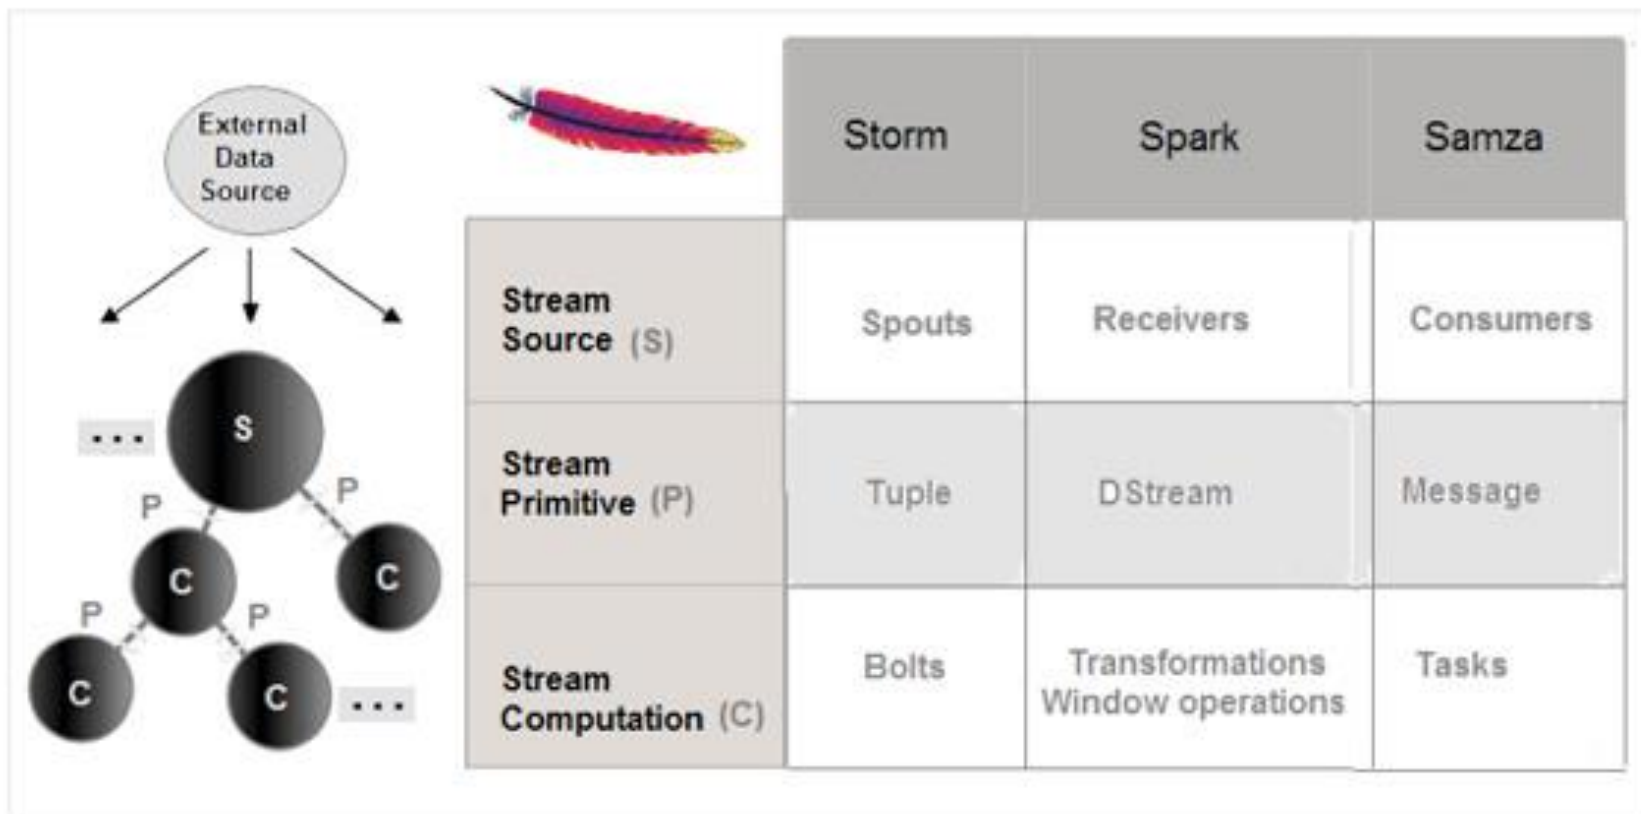 External
Data
Source
S
...
P
P
C
C
P
P
C
C
...
Storm Spark Samza
Stream
Source (S)
Spouts Receivers Consumers
Stream
Primitive (P)
Tuple DStream Message
Stream
Computation (C)
Bolts
Transformations
Window operations
Tasks